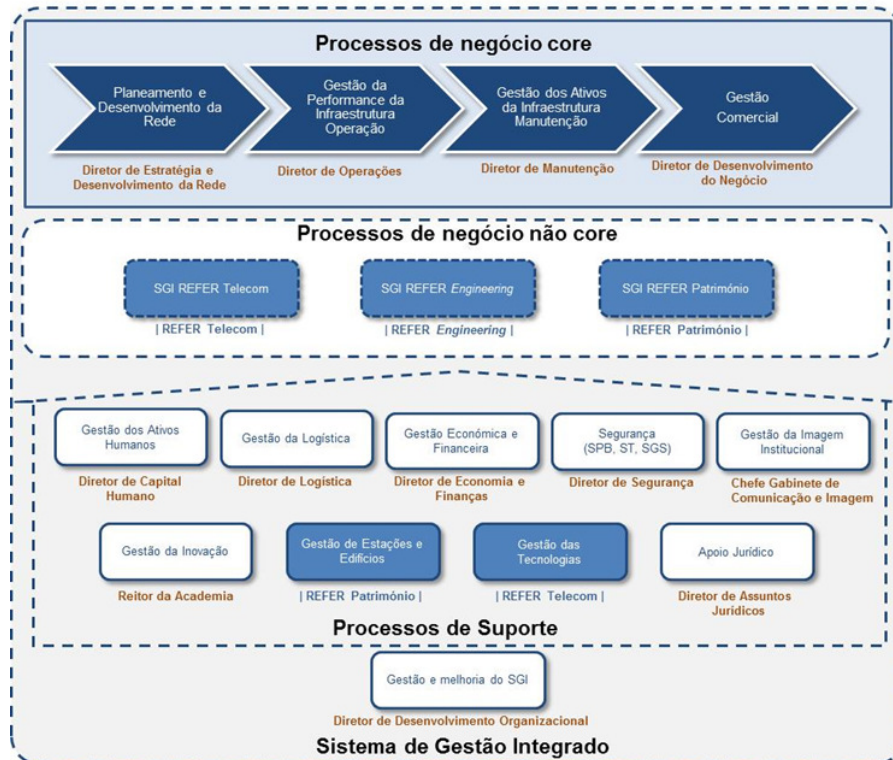 Processos de negócio core
Planeamento e
Desenvolvimento da
Rede
Gestão da
Performance da
Infraestrutura
Operação
Gestão dos Ativos
da Infraestrutura
Manutenção
Gestão
Comercial
Diretor de Estratégia e
Desenvolvimento da Rede
Diretor de Operações
Diretor de Manutenção
Diretor de Desenvolvimento
do Negócio
Processos de negócio não core
SGI REFER Telecom
SGI REFER Engineering
SGI REFER Património
| REFER Telecom |
| REFER Engineering |
| REFER Património |
Gestão dos Ativos
Humanos
Gestão da Logística
Gestão Económica e
Financeira
Segurança
(SPB, ST, SGS)
Gestão da Imagem
Institucional
Diretor de Capital
Humano
Diretor de Logística
Diretor de Economia e
Finanças
Diretor de Segurança
Chefe Gabinete de
Comunicação e Imagem
Gestão da Inovação
Gestão de Estações e
Edifícios
Gestão das
Tecnologias
Apoio Jurídico
Reitor da Academia
| REFER Património |
| REFER Telecom |
Diretor de Assuntos
Jurídicos
Processos de Suporte
Gestão e melhoria do SGI
Diretor de Desenvolvimento Organizacional
Sistema de Gestão Integrado